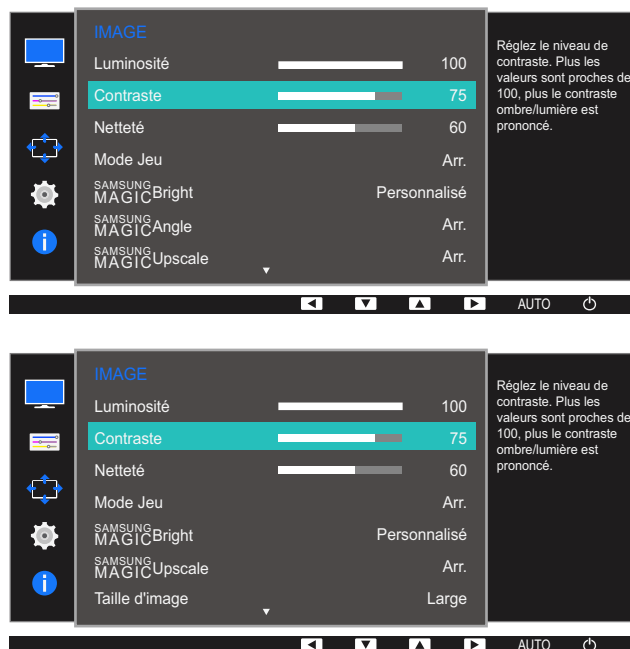 IMAGE
Luminosité 100
Contraste 75
Netteté 60
Mode Jeu Arr.
SAMSUNG MAGIC Bright Personnalisé
SAMSUNG MAGIC Angle Arr.
SAMSUNG MAGIC Upscale Arr.
Réglez le niveau de
contraste. Plus les
valeurs sont proches de
100, plus le contraste
ombre/lumière est
prononcé.
AUTO
IMAGE
Luminosité 100
Contraste 75
Netteté 60
Mode Jeu Arr.
SAMSUNG MAGIC Bright Personnalisé
SAMSUNG MAGIC Upscale Arr.
Taille d'image Large
Réglez le niveau de
contraste. Plus les
valeurs sont proches de
100, plus le contraste
ombre/lumière est
prononcé.
AUTO